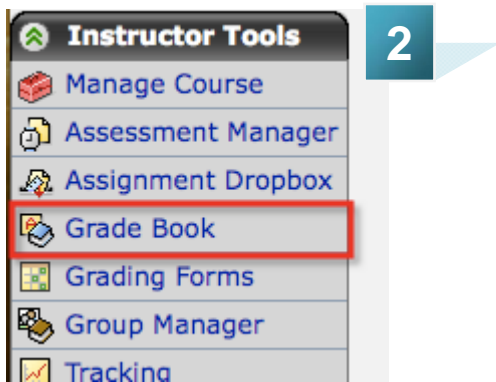 Instructor Tools
2
Manage Course
Assessment Manager
Assignment Dropbox
Grade Book
Grading Forms
Group Manager
Tracking